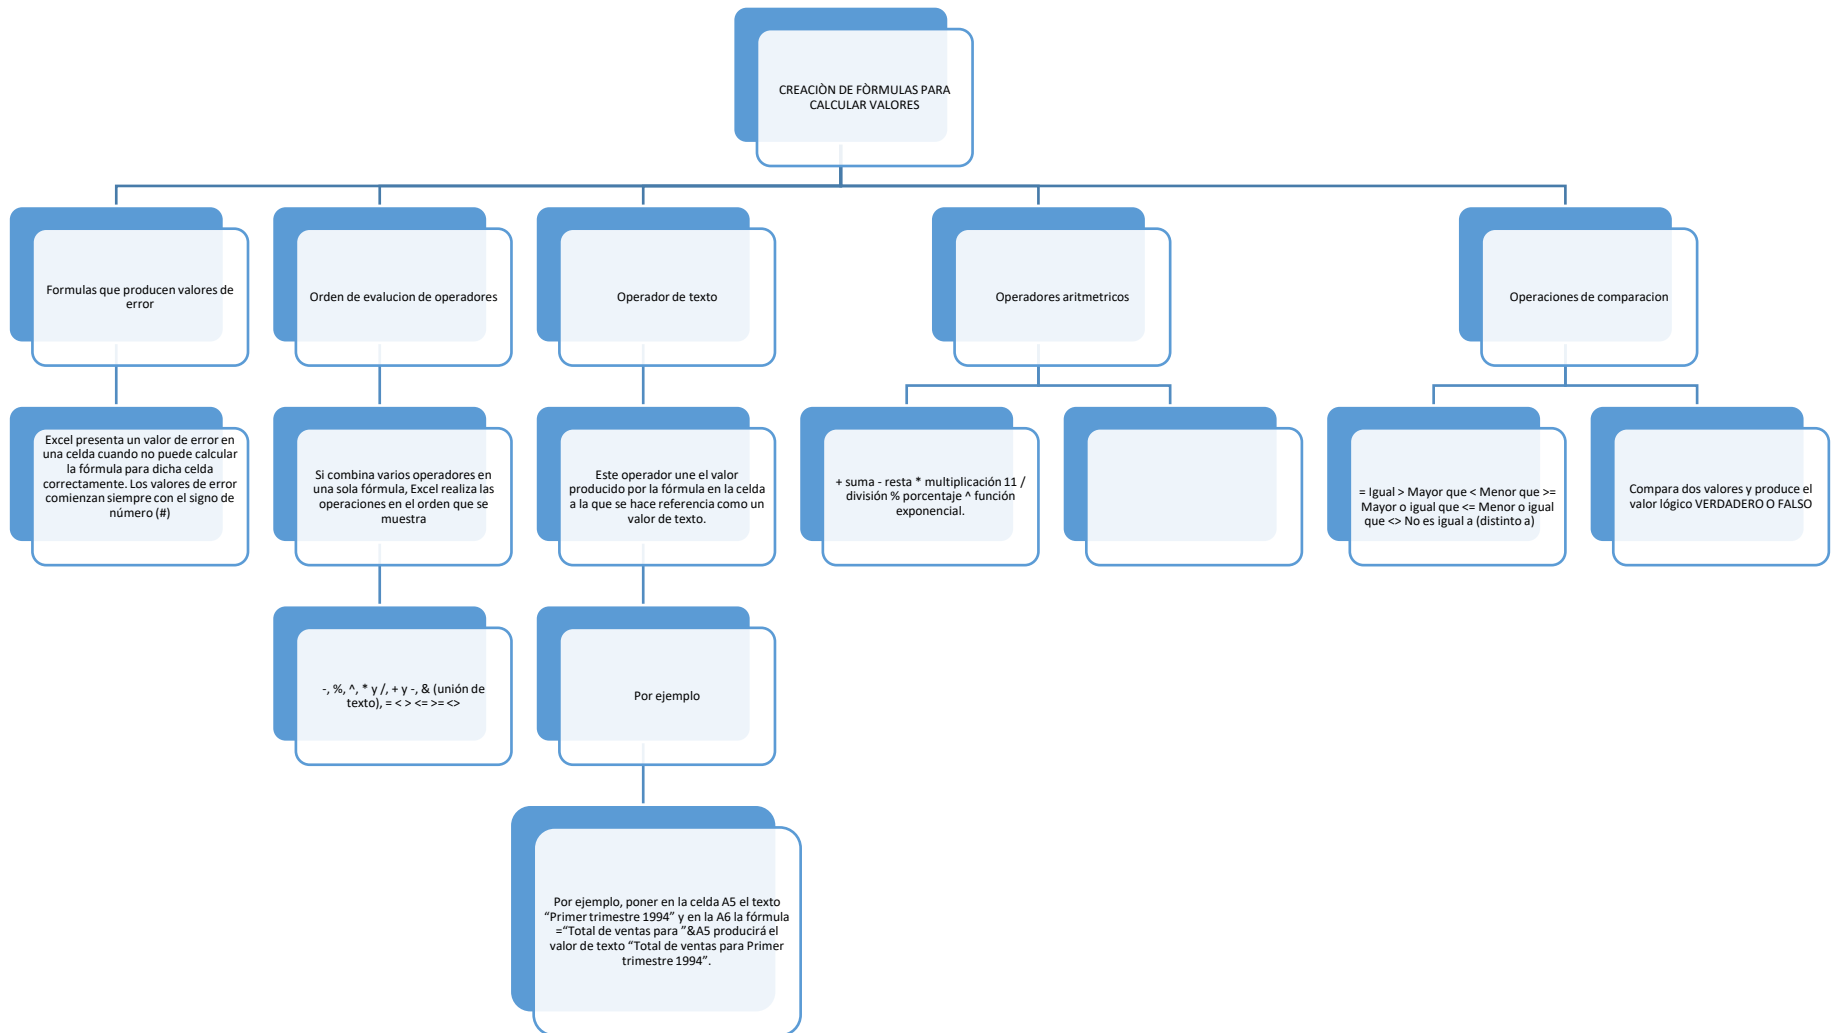 CREACIÒN DE FÒRMULAS PARA
CALCULAR VALORES
Formulas que producen valores de
error
Orden de evalucion de operadores
Operador de texto
Operadores aritmetricos
Operaciones de comparacion
Excel presenta un valor de error en
una celda cuando no puede calcular
la fórmula para dicha celda
correctamente. Los valores de error
comienzan siempre con el signo de
número (#)
Si combina varios operadores en
una sola fórmula, Excel realiza las
operaciones en el orden que se
muestra
Este operador une el valor
producido por la fórmula en la celda
a la que se hace referencia como un
valor de texto.
+ suma - resta * multiplicación 11 /
división % porcentaje ^ función
exponencial.
= Igual > Mayor que < Menor que >=
Mayor o igual que <= Menor o igual
que <> No es igual a (distinto a)
Compara dos valores y produce el
valor lógico VERDADERO O FALSO
-, %, ^, * y /, + y -, & (unión de
texto), = < > <= >= <>
Por ejemplo
Por ejemplo, poner en la celda A5 el texto
“Primer trimestre 1994” y en la A6 la fórmula
=“Total de ventas para ”&A5 producirá el
valor de texto “Total de ventas para Primer
trimestre 1994”.